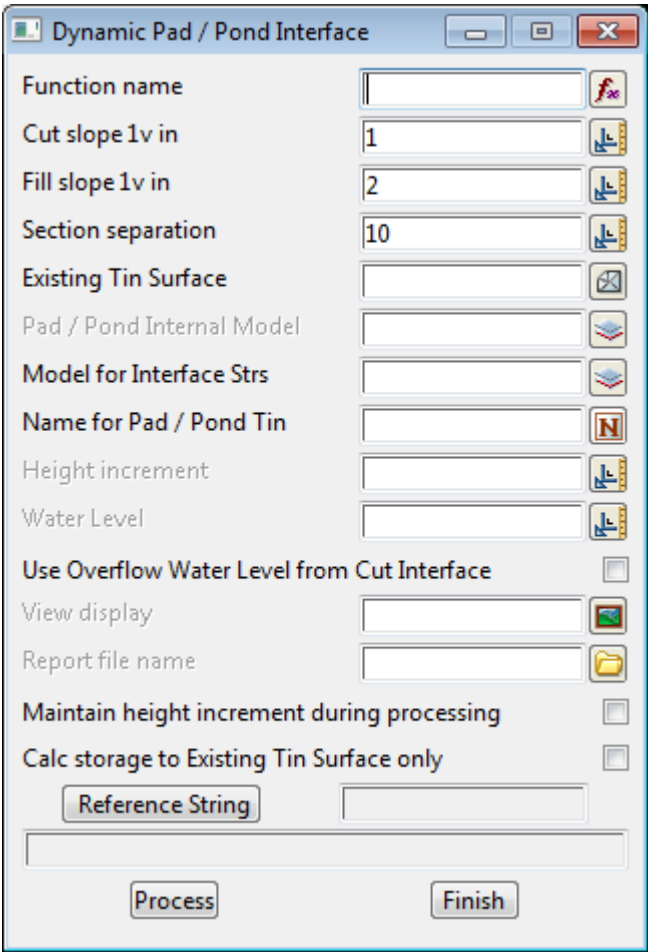 Dynamic Pad / Pond Interface
Function name
Cut slope 1v in 1
Fill slope 1v in 2
Section separation 10
Existing Tin Surface
Pad / Pond Internal Model
Model for Interface Strs
Name for Pad / Pond Tin N
Height increment
Water Level
Use Overflow Water Level from Cut Interface
View display
Report file name
Maintain height increment during processing
Calc storage to Existing Tin Surface only
Reference String
Process Finish